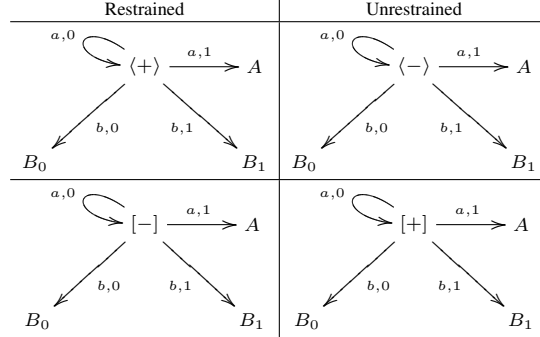 Restrained Unrestrained
a,0 a,0
⟨+⟩ a,1 A ⟨−⟩ a,1 A
b,0 b,1 b,0 b,1
B₀ B₁ B₀ B₁
a,0 a,0
[−] a,1 A [+] a,1 A
b,0 b,1 b,0 b,1
B₀ B₁ B₀ B₁